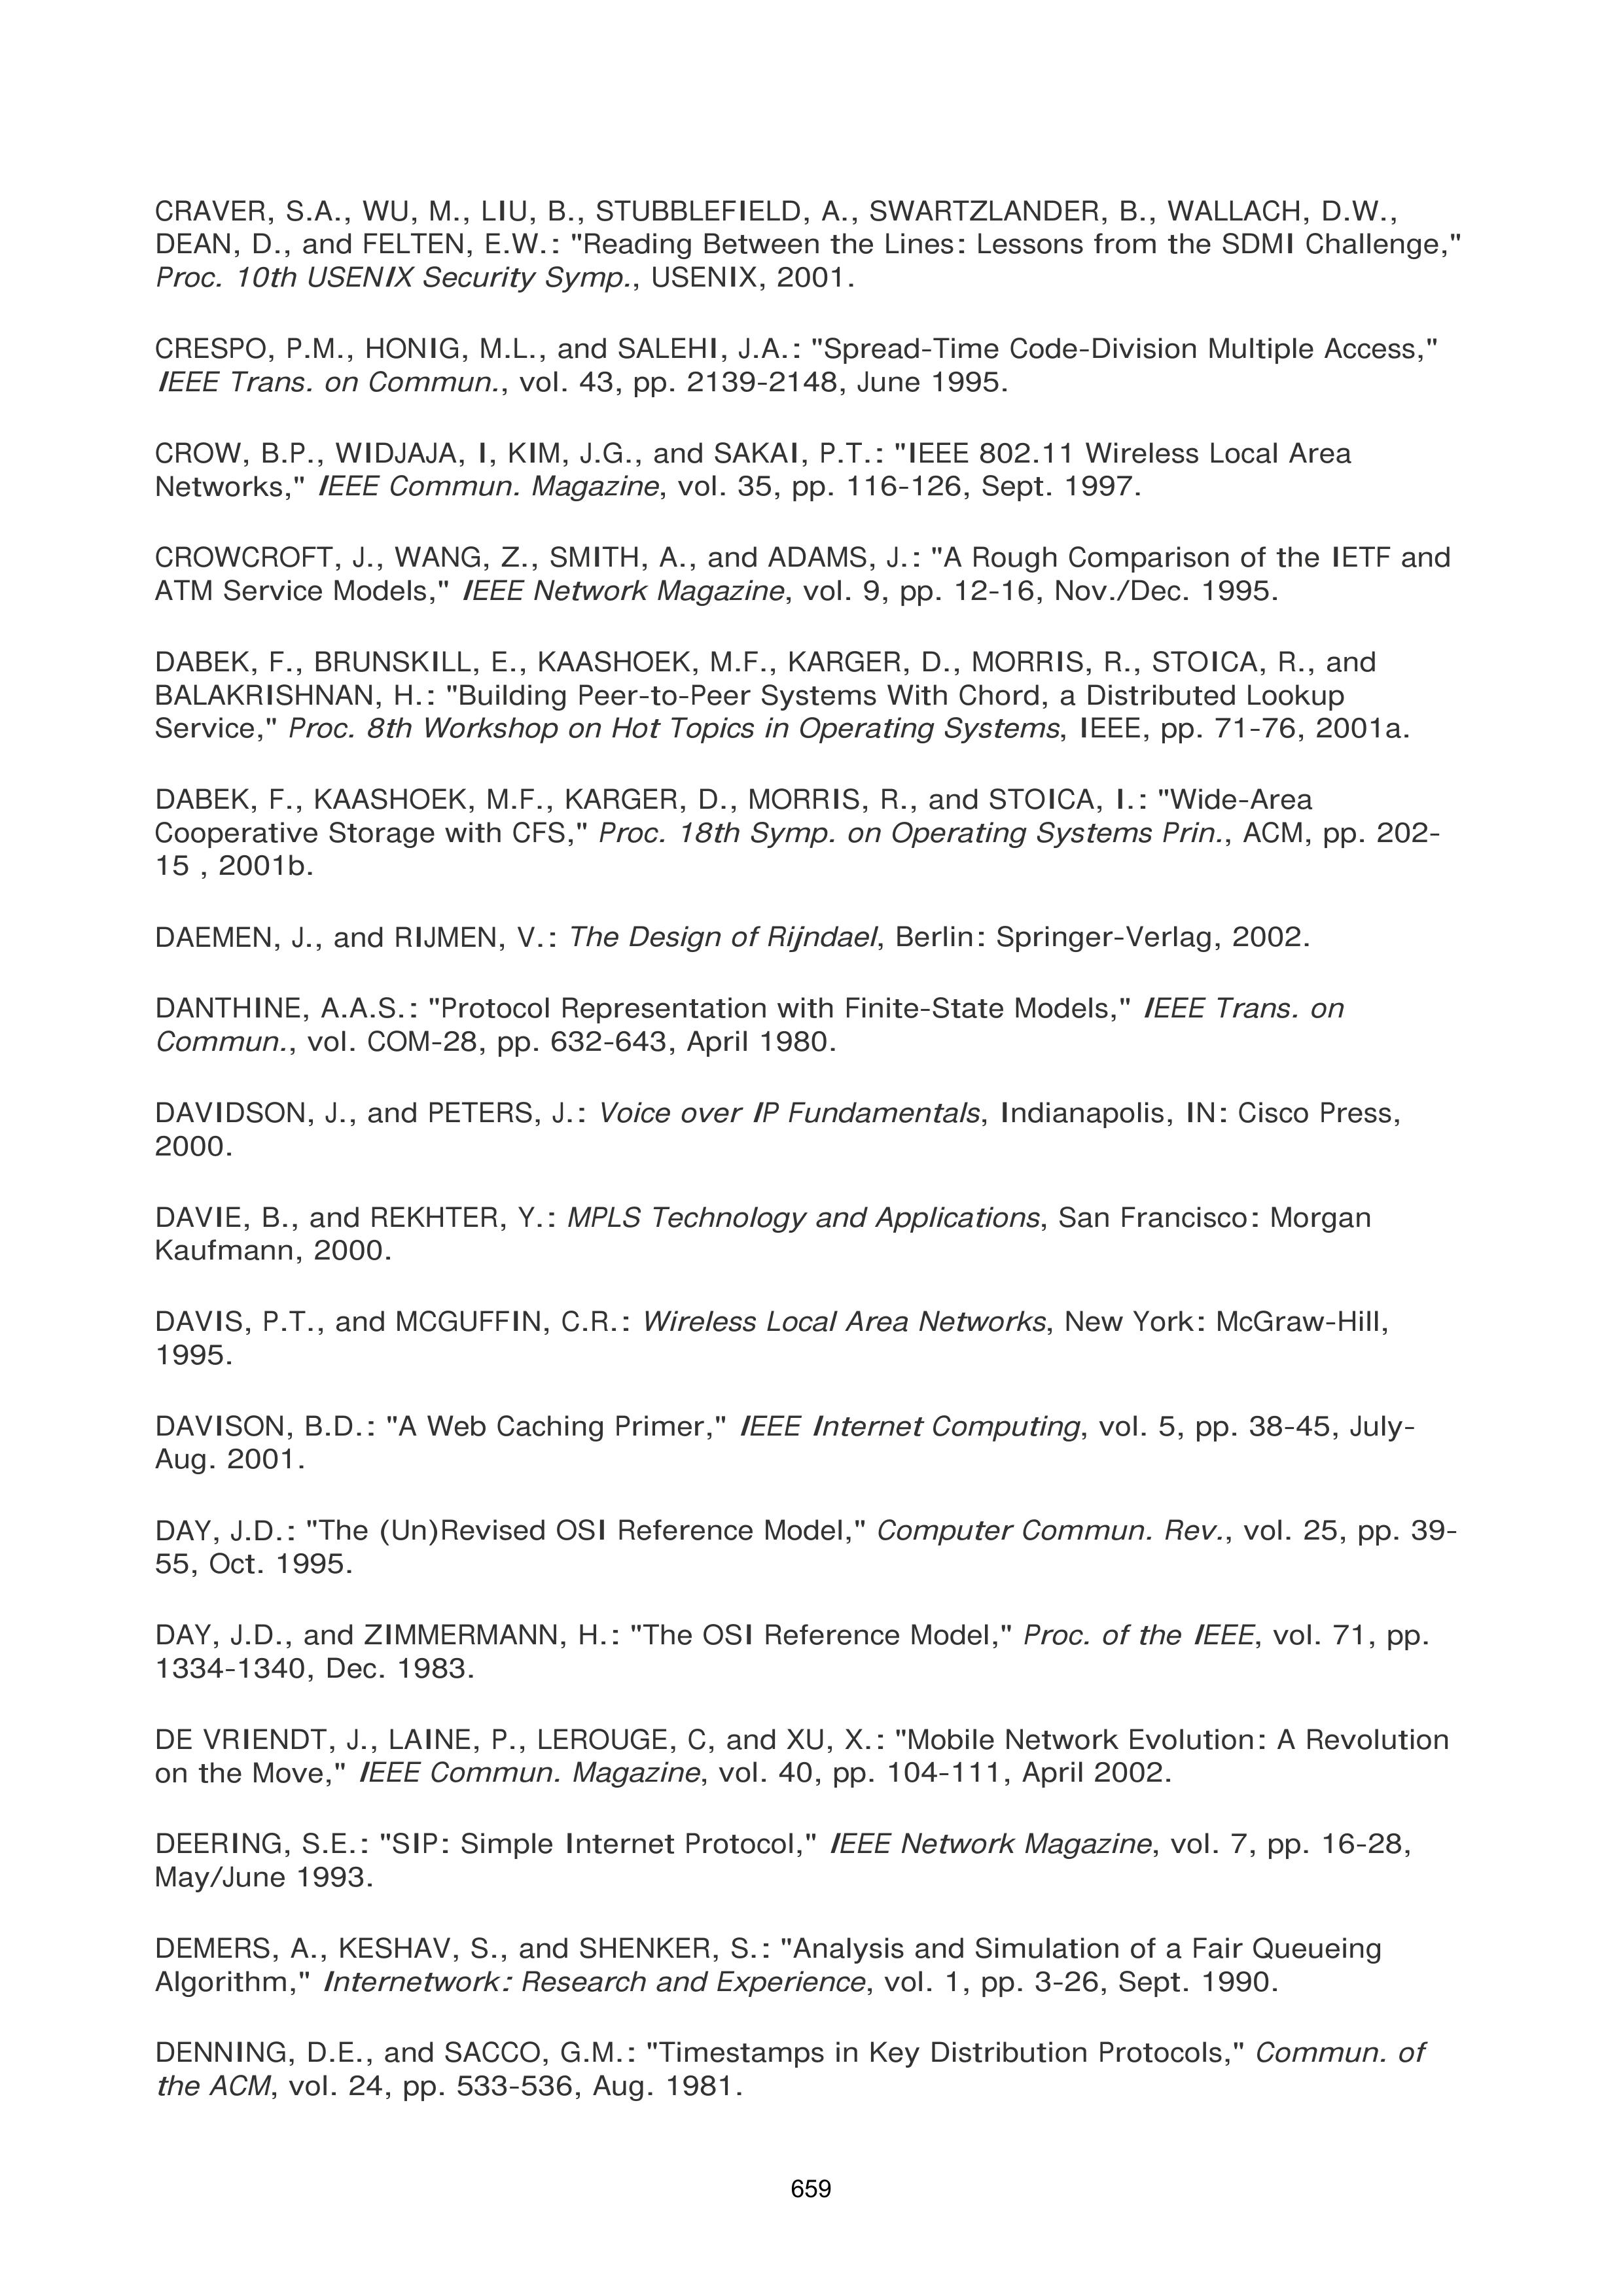 CRAVER, S.A., WU, M., LIU, B., STUBBLEFIELD, A., SWARTZLANDER, B., WALLACH, D.W.,
DEAN, D., and FELTEN, E.W.: "Reading Between the Lines: Lessons from the SDMI Challenge,"
Proc. 10th USENIX Security Symp., USENIX, 2001.
CRESPO, P.M., HONIG, M.L., and SALEHI, J.A.: "Spread-Time Code-Division Multiple Access,"
IEEE Trans. on Commun., vol. 43, pp. 2139-2148, June 1995.
CROW, B.P., WIDJAJA, I, KIM, J.G., and SAKAI, P.T.: "IEEE 802.11 Wireless Local Area
Networks," IEEE Commun. Magazine, vol. 35, pp. 116-126, Sept. 1997.
CROWCROFT, J., WANG, Z., SMITH, A., and ADAMS, J.: "A Rough Comparison of the IETF and
ATM Service Models," IEEE Network Magazine, vol. 9, pp. 12-16, Nov./Dec. 1995.
DABEK, F., BRUNSKILL, E., KAASHOEK, M.F., KARGER, D., MORRIS, R., STOICA, R., and
BALAKRISHNAN, H.: "Building Peer-to-Peer Systems With Chord, a Distributed Lookup
Service," Proc. 8th Workshop on Hot Topics in Operating Systems, IEEE, pp. 71-76, 2001a.
DABEK, F., KAASHOEK, M.F., KARGER, D., MORRIS, R., and STOICA, I.: "Wide-Area
Cooperative Storage with CFS," Proc. 18th Symp. on Operating Systems Prin., ACM, pp. 202-
15 , 2001b.
DAEMEN, J., and RIJMEN, V.: The Design of Rijndael, Berlin: Springer-Verlag, 2002.
DANTHINE, A.A.S.: "Protocol Representation with Finite-State Models," IEEE Trans. on
Commun., vol. COM-28, pp. 632-643, April 1980.
DAVIDSON, J., and PETERS, J.: Voice over IP Fundamentals, Indianapolis, IN: Cisco Press,
2000.
DAVIE, B., and REKHTER, Y.: MPLS Technology and Applications, San Francisco: Morgan
Kaufmann, 2000.
DAVIS, P.T., and MCGUFFIN, C.R.: Wireless Local Area Networks, New York: McGraw-Hill,
1995.
DAVISON, B.D.: "A Web Caching Primer," IEEE Internet Computing, vol. 5, pp. 38-45, July-
Aug. 2001.
DAY, J.D.: "The (Un)Revised OSI Reference Model," Computer Commun. Rev., vol. 25, pp. 39-
55, Oct. 1995.
DAY, J.D., and ZIMMERMANN, H.: "The OSI Reference Model," Proc. of the IEEE, vol. 71, pp.
1334-1340, Dec. 1983.
DE VRIENDT, J., LAINE, P., LEROUGE, C, and XU, X.: "Mobile Network Evolution: A Revolution
on the Move," IEEE Commun. Magazine, vol. 40, pp. 104-111, April 2002.
DEERING, S.E.: "SIP: Simple Internet Protocol," IEEE Network Magazine, vol. 7, pp. 16-28,
May/June 1993.
DEMERS, A., KESHAV, S., and SHENKER, S.: "Analysis and Simulation of a Fair Queueing
Algorithm," Internetwork: Research and Experience, vol. 1, pp. 3-26, Sept. 1990.
DENNING, D.E., and SACCO, G.M.: "Timestamps in Key Distribution Protocols," Commun. of
the ACM, vol. 24, pp. 533-536, Aug. 1981.
659